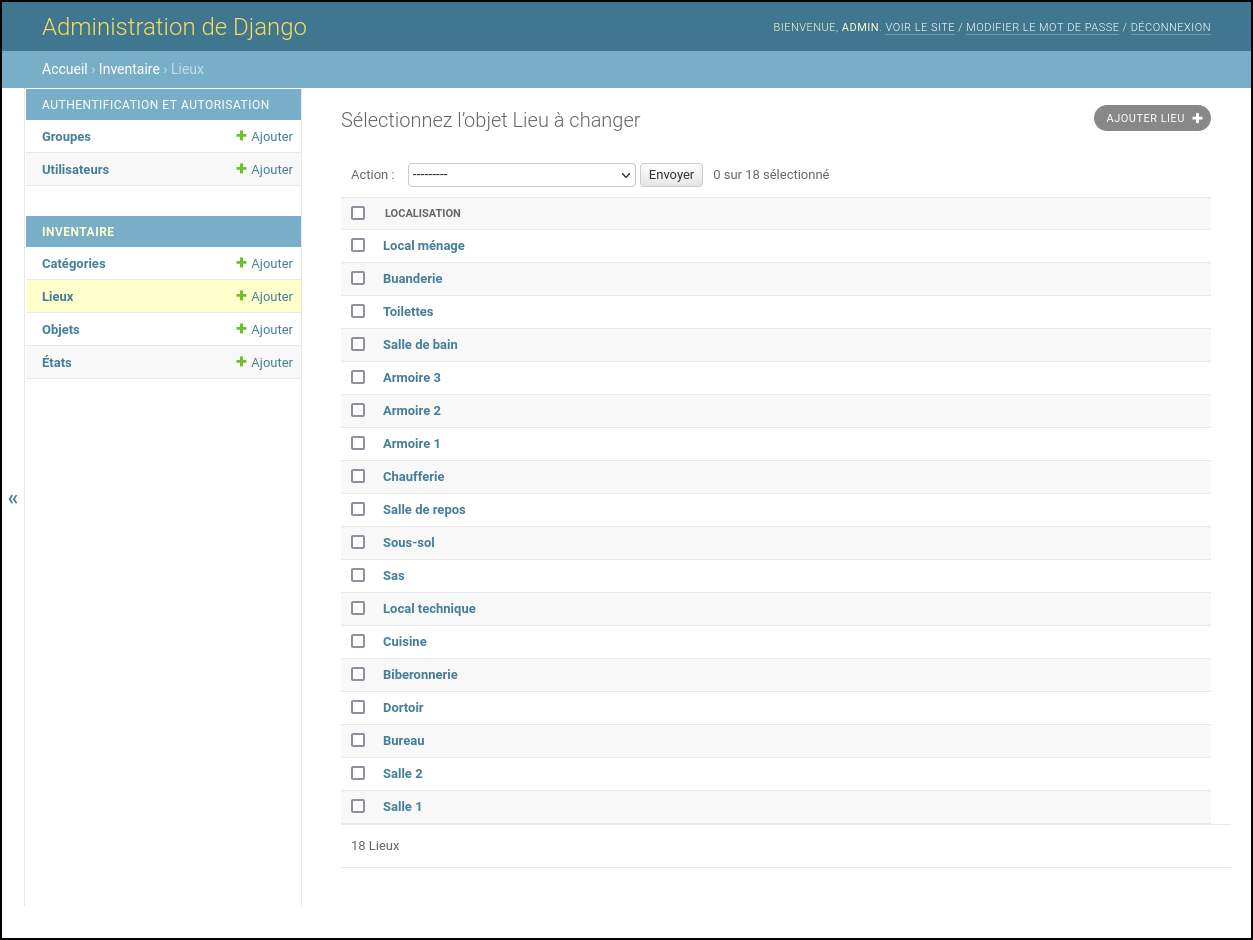 Administration de Django
BIENVENUE, ADMIN. VOIR LE SITE / MODIFIER LE MOT DE PASSE / DÉCONNEXION
Accueil › Inventaire › Lieux
AUTHENTIFICATION ET AUTORISATION
Groupes Ajouter
Utilisateurs Ajouter
INVENTAIRE
Catégories Ajouter
Lieux Ajouter
Objets Ajouter
États Ajouter
«
Sélectionnez l’objet Lieu à changer
AJOUTER LIEU
Action : --------- Envoyer 0 sur 18 sélectionné
LOCALISATION
Local ménage
Buanderie
Toilettes
Salle de bain
Armoire 3
Armoire 2
Armoire 1
Chaufferie
Salle de repos
Sous-sol
Sas
Local technique
Cuisine
Biberonnerie
Dortoir
Bureau
Salle 2
Salle 1
18 Lieux